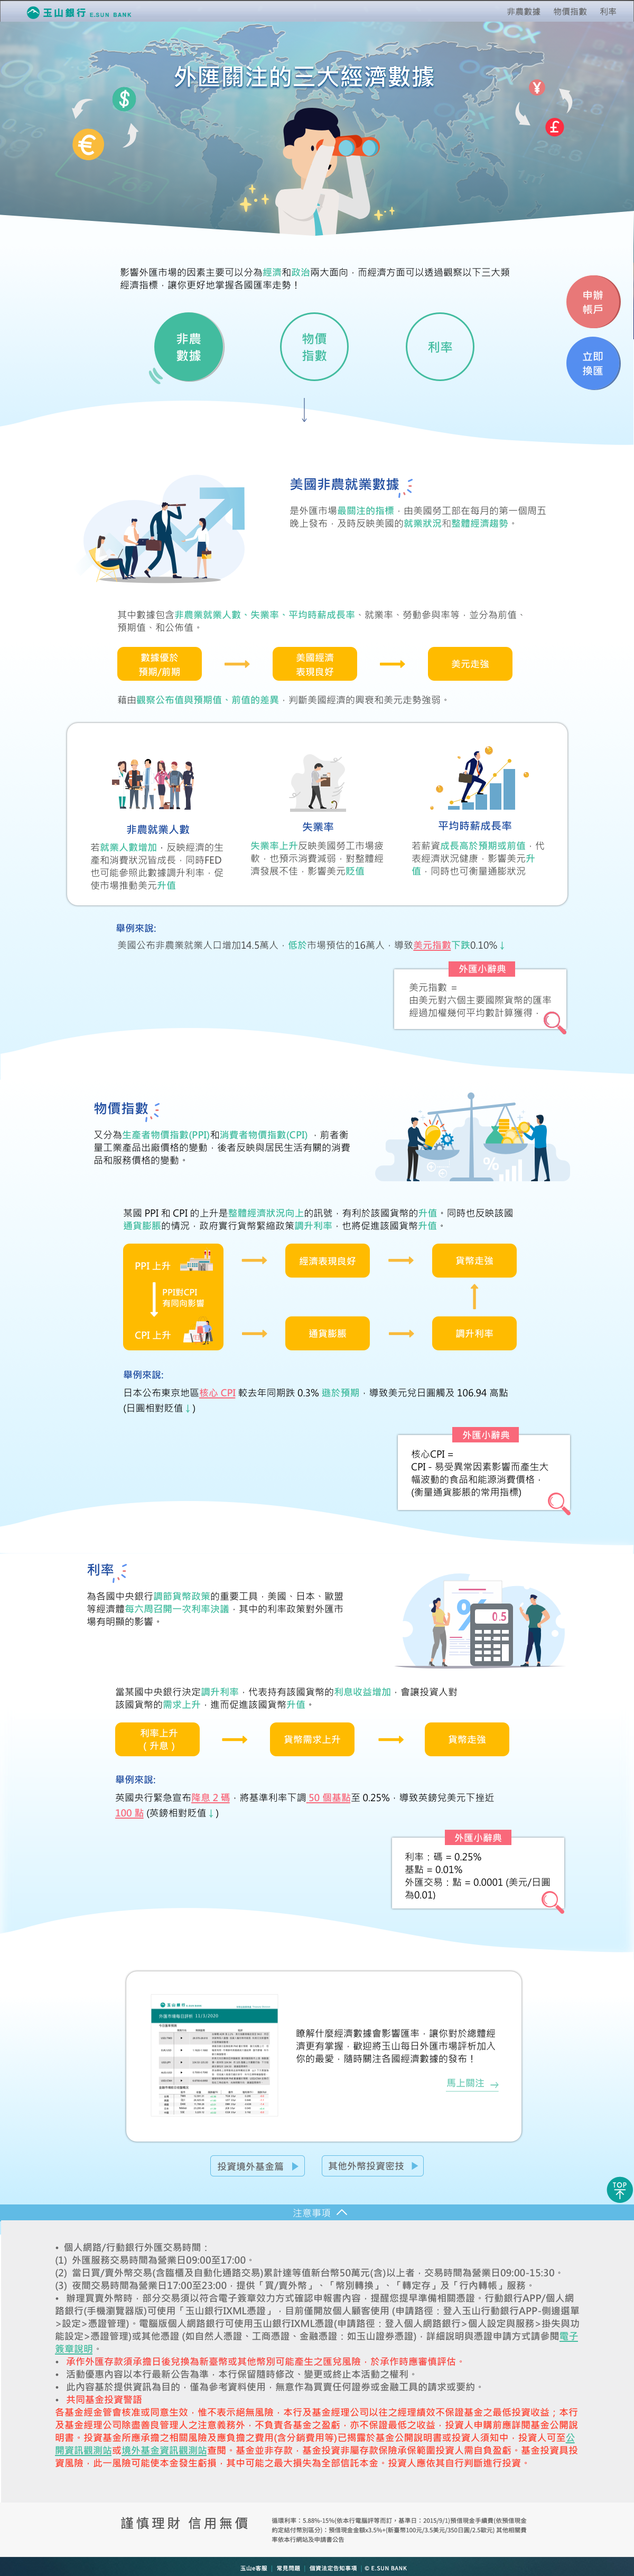 玉山銀行 E.SUN BANK
非農數據 物價指數 利率
外匯關注的三大經濟數據
影響外匯市場的因素主要可以分為經濟和政治兩大面向，而經濟方面可以透過觀察以下三大類
經濟指標，讓你更好地掌握各國匯率走勢！
申辦
帳戶
立即
換匯
非農
數據
物價
指數
利率
美國非農就業數據
是外匯市場最關注的指標，由美國勞工部在每月的第一個周五
晚上發布，及時反映美國的就業狀況和整體經濟趨勢。
其中數據包含非農業就業人數、失業率、平均時薪成長率、就業率、勞動參與率等，並分為前值、
預期值、和公佈值。
數據優於
預期/前期
美國經濟
表現良好
美元走強
藉由觀察公布值與預期值、前值的差異，判斷美國經濟的興衰和美元走勢強弱。
非農就業人數
若就業人數增加，反映經濟的生
產和消費狀況皆成長，同時FED
也可能參照此數據調升利率，促
使市場推動美元升值
失業率
失業率上升反映美國勞工市場疲
軟，也預示消費減弱，對整體經
濟發展不佳，影響美元貶值
平均時薪成長率
若薪資成長高於預期或前值，代
表經濟狀況健康，影響美元升
值，同時也可衡量通膨狀況
舉例來說:
美國公布非農業就業人口增加14.5萬人，低於市場預估的16萬人，導致美元指數下跌0.10%↓
外匯小辭典
美元指數 =
由美元對六個主要國際貨幣的匯率
經過加權幾何平均數計算獲得。
物價指數
又分為生產者物價指數(PPI)和消費者物價指數(CPI) ，前者衡
量工業產品出廠價格的變動，後者反映與居民生活有關的消費
品和服務價格的變動。
某國 PPI 和 CPI 的上升是整體經濟狀況向上的訊號，有利於該國貨幣的升值。同時也反映該國
通貨膨脹的情況，政府實行貨幣緊縮政策調升利率，也將促進該國貨幣升值。
PPI 上升
PPI對CPI
有同向影響
CPI 上升
經濟表現良好
貨幣走強
通貨膨脹
調升利率
舉例來說:
日本公布東京地區核心 CPI 較去年同期跌 0.3% 遜於預期，導致美元兌日圓觸及 106.94 高點
(日圓相對貶值↓)
外匯小辭典
核心CPI =
CPI - 易受異常因素影響而產生大
幅波動的食品和能源消費價格，
(衡量通貨膨脹的常用指標)
利率
為各國中央銀行調節貨幣政策的重要工具，美國、日本、歐盟
等經濟體每六周召開一次利率決議，其中的利率政策對外匯市
場有明顯的影響。
%
0.5
當某國中央銀行決定調升利率，代表持有該國貨幣的利息收益增加，會讓投資人對
該國貨幣的需求上升，進而促進該國貨幣升值。
利率上升
（升息）
貨幣需求上升
貨幣走強
舉例來說:
英國央行緊急宣布降息 2 碼，將基準利率下調 50 個基點至 0.25%，導致英鎊兌美元下挫近
100 點 (英鎊相對貶值↓)
外匯小辭典
利率：碼 = 0.25%
基點 = 0.01%
外匯交易：點 = 0.0001 (美元/日圓
為0.01)
瞭解什麼經濟數據會影響匯率，讓你對於總體經
濟更有掌握，歡迎將玉山每日外匯市場評析加入
你的最愛，隨時關注各國經濟數據的發布！
馬上關注 →
投資境外基金篇
其他外幣投資密技
TOP
注意事項
• 個人網路/行動銀行外匯交易時間：
(1) 外匯服務交易時間為營業日09:00至17:00。
(2) 當日買/賣外幣交易(含臨櫃及自動化通路交易)累計達等值新台幣50萬元(含)以上者，交易時間為營業日09:00-15:30。
(3) 夜間交易時間為營業日17:00至23:00，提供「買/賣外幣」、「幣別轉換」、「轉定存」及「行內轉帳」服務。
• 辦理買賣外幣時，部分交易須以符合電子簽章效力方式確認申報書內容，提醒您提早準備相關憑證。行動銀行APP/個人網
路銀行(手機瀏覽器版)可使用「玉山銀行IXML憑證」，目前僅開放個人顧客使用 (申請路徑：登入玉山行動銀行APP-側邊選單
>設定>憑證管理)。電腦版個人網路銀行可使用玉山銀行IXML憑證(申請路徑：登入個人網路銀行>個人設定與服務>掛失與功
能設定>憑證管理)或其他憑證 (如自然人憑證、工商憑證、金融憑證：如玉山證券憑證)，詳細說明與憑證申請方式請參閱電子
簽章說明。
• 承作外匯存款須承擔日後兌換為新臺幣或其他幣別可能產生之匯兌風險，於承作時應審慎評估。
• 活動優惠內容以本行最新公告為準，本行保留隨時修改、變更或終止本活動之權利。
• 此內容基於提供資訊為目的，僅為參考資料使用，無意作為買賣任何證券或金融工具的請求或要約。
• 共同基金投資警語
各基金經金管會核准或同意生效，惟不表示絕無風險，本行及基金經理公司以往之經理績效不保證基金之最低投資收益；本行
及基金經理公司除盡善良管理人之注意義務外，不負責各基金之盈虧，亦不保證最低之收益，投資人申購前應詳閱基金公開說
明書。投資基金所應承擔之相關風險及應負擔之費用(含分銷費用等)已揭露於基金公開說明書或投資人須知中，投資人可至公
開資訊觀測站或境外基金資訊觀測站查閱。基金並非存款，基金投資非屬存款保險承保範圍投資人需自負盈虧。基金投資具投
資風險，此一風險可能使本金發生虧損，其中可能之最大損失為全部信託本金。投資人應依其自行判斷進行投資。
謹慎理財 信用無價
循環利率：5.88%-15%(依本行電腦評等而訂，基準日：2015/9/1)預借現金手續費(依預借現金
約定給付幣別區分)：預借現金金額x3.5%+(新臺幣100元/3.5美元/350日圓/2.5歐元) 其他相關費
率依本行網站及申請書公告
玉山e客服 | 常見問題 | 個資法定告知事項 | © E.SUN BANK